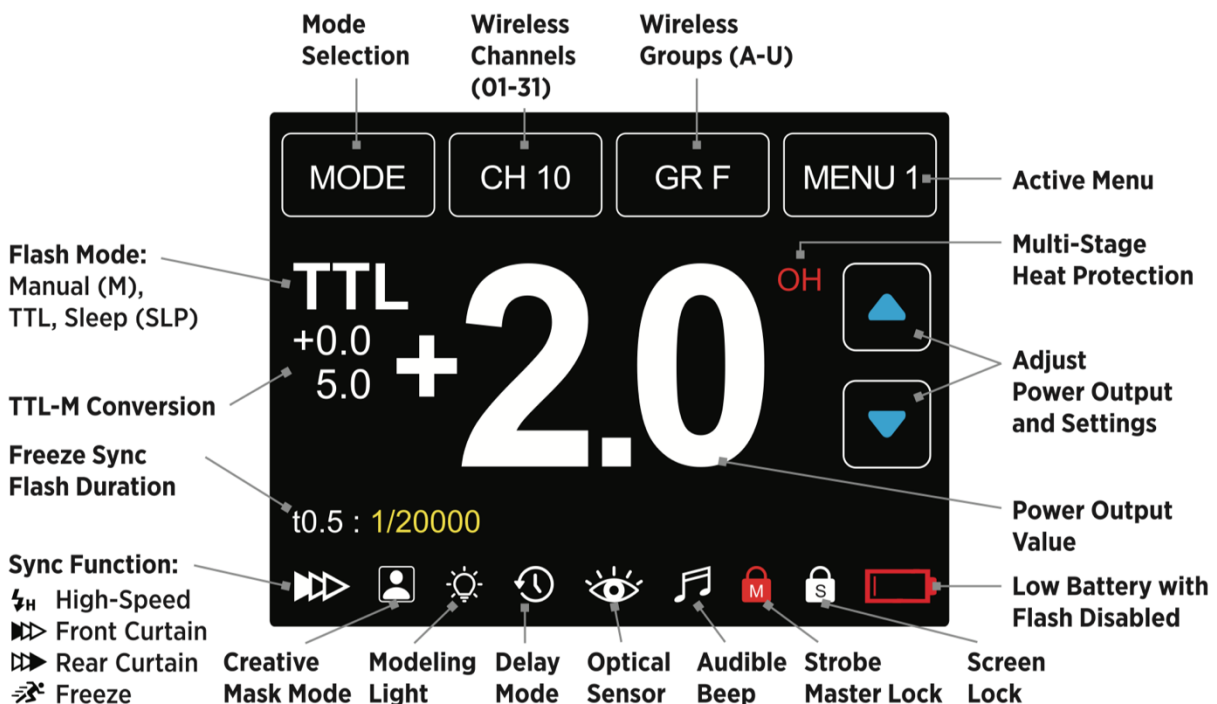 Mode
Selection
Wireless
Channels
(01-31)
Wireless
Groups (A-U)
MODE
CH 10
GR F
MENU 1
Active Menu
Flash Mode:
Manual (M),
TTL, Sleep (SLP)
TTL
+2.0
OH
Multi-Stage
Heat Protection
+0.0
5.0
TTL-M Conversion
Adjust
Power Output
and Settings
Freeze Sync
Flash Duration
t0.5 : 1/20000
Power Output
Value
Sync Function:
H High-Speed
Front Curtain
Rear Curtain
Freeze
M
S
Low Battery with
Flash Disabled
Creative
Mask Mode
Modeling
Light
Delay
Mode
Optical
Sensor
Audible
Beep
Strobe
Master Lock
Screen
Lock